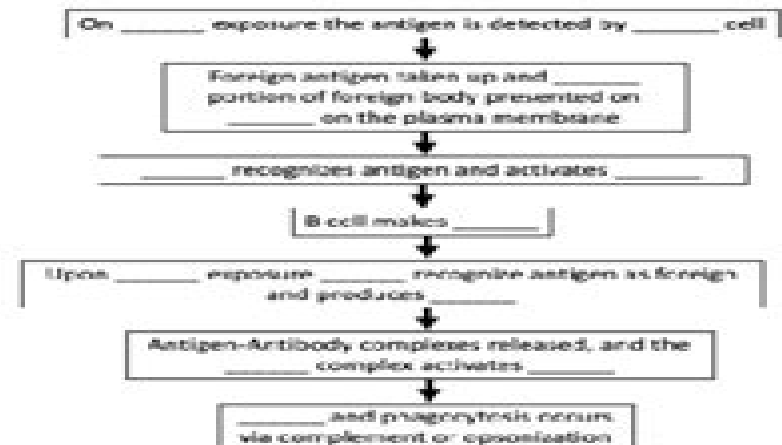 On _______ exposure the antigen is detected by _______ cell
Foreign antigen taken up and _______
portion of foreign body presented on
_______ on the plasma membrane
_______ recognizes antigen and activates _______
B-cell makes _______
Upon _______ exposure _______ recognize antigen as foreign
and produces _______
Antigen-Antibody complexes released, and the
_______ complex activates _______
_______ and phagocytosis occurs
via complement or opsonization